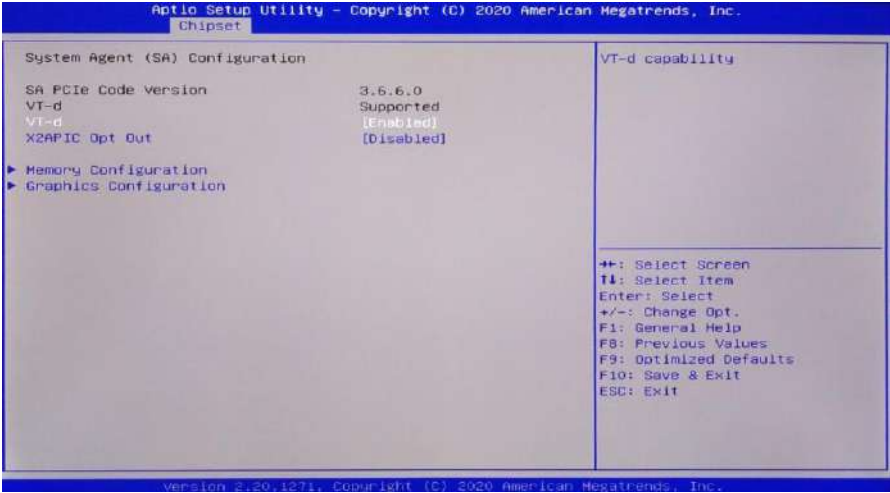 Aptio Setup Utility – Copyright (C) 2020 American Megatrends, Inc.
Chipset
System Agent (SA) Configuration
SA PCIe Code Version 3.6.6.0
VT-d Supported
VT-d [Enabled]
X2APIC Opt Out [Disabled]
► Memory Configuration
► Graphics Configuration
VT-d capability
→←: Select Screen
↑↓: Select Item
Enter: Select
+/-: Change Opt.
F1: General Help
F8: Previous Values
F9: Optimized Defaults
F10: Save & Exit
ESC: Exit
Version 2.20.1271. Copyright (C) 2020 American Megatrends, Inc.